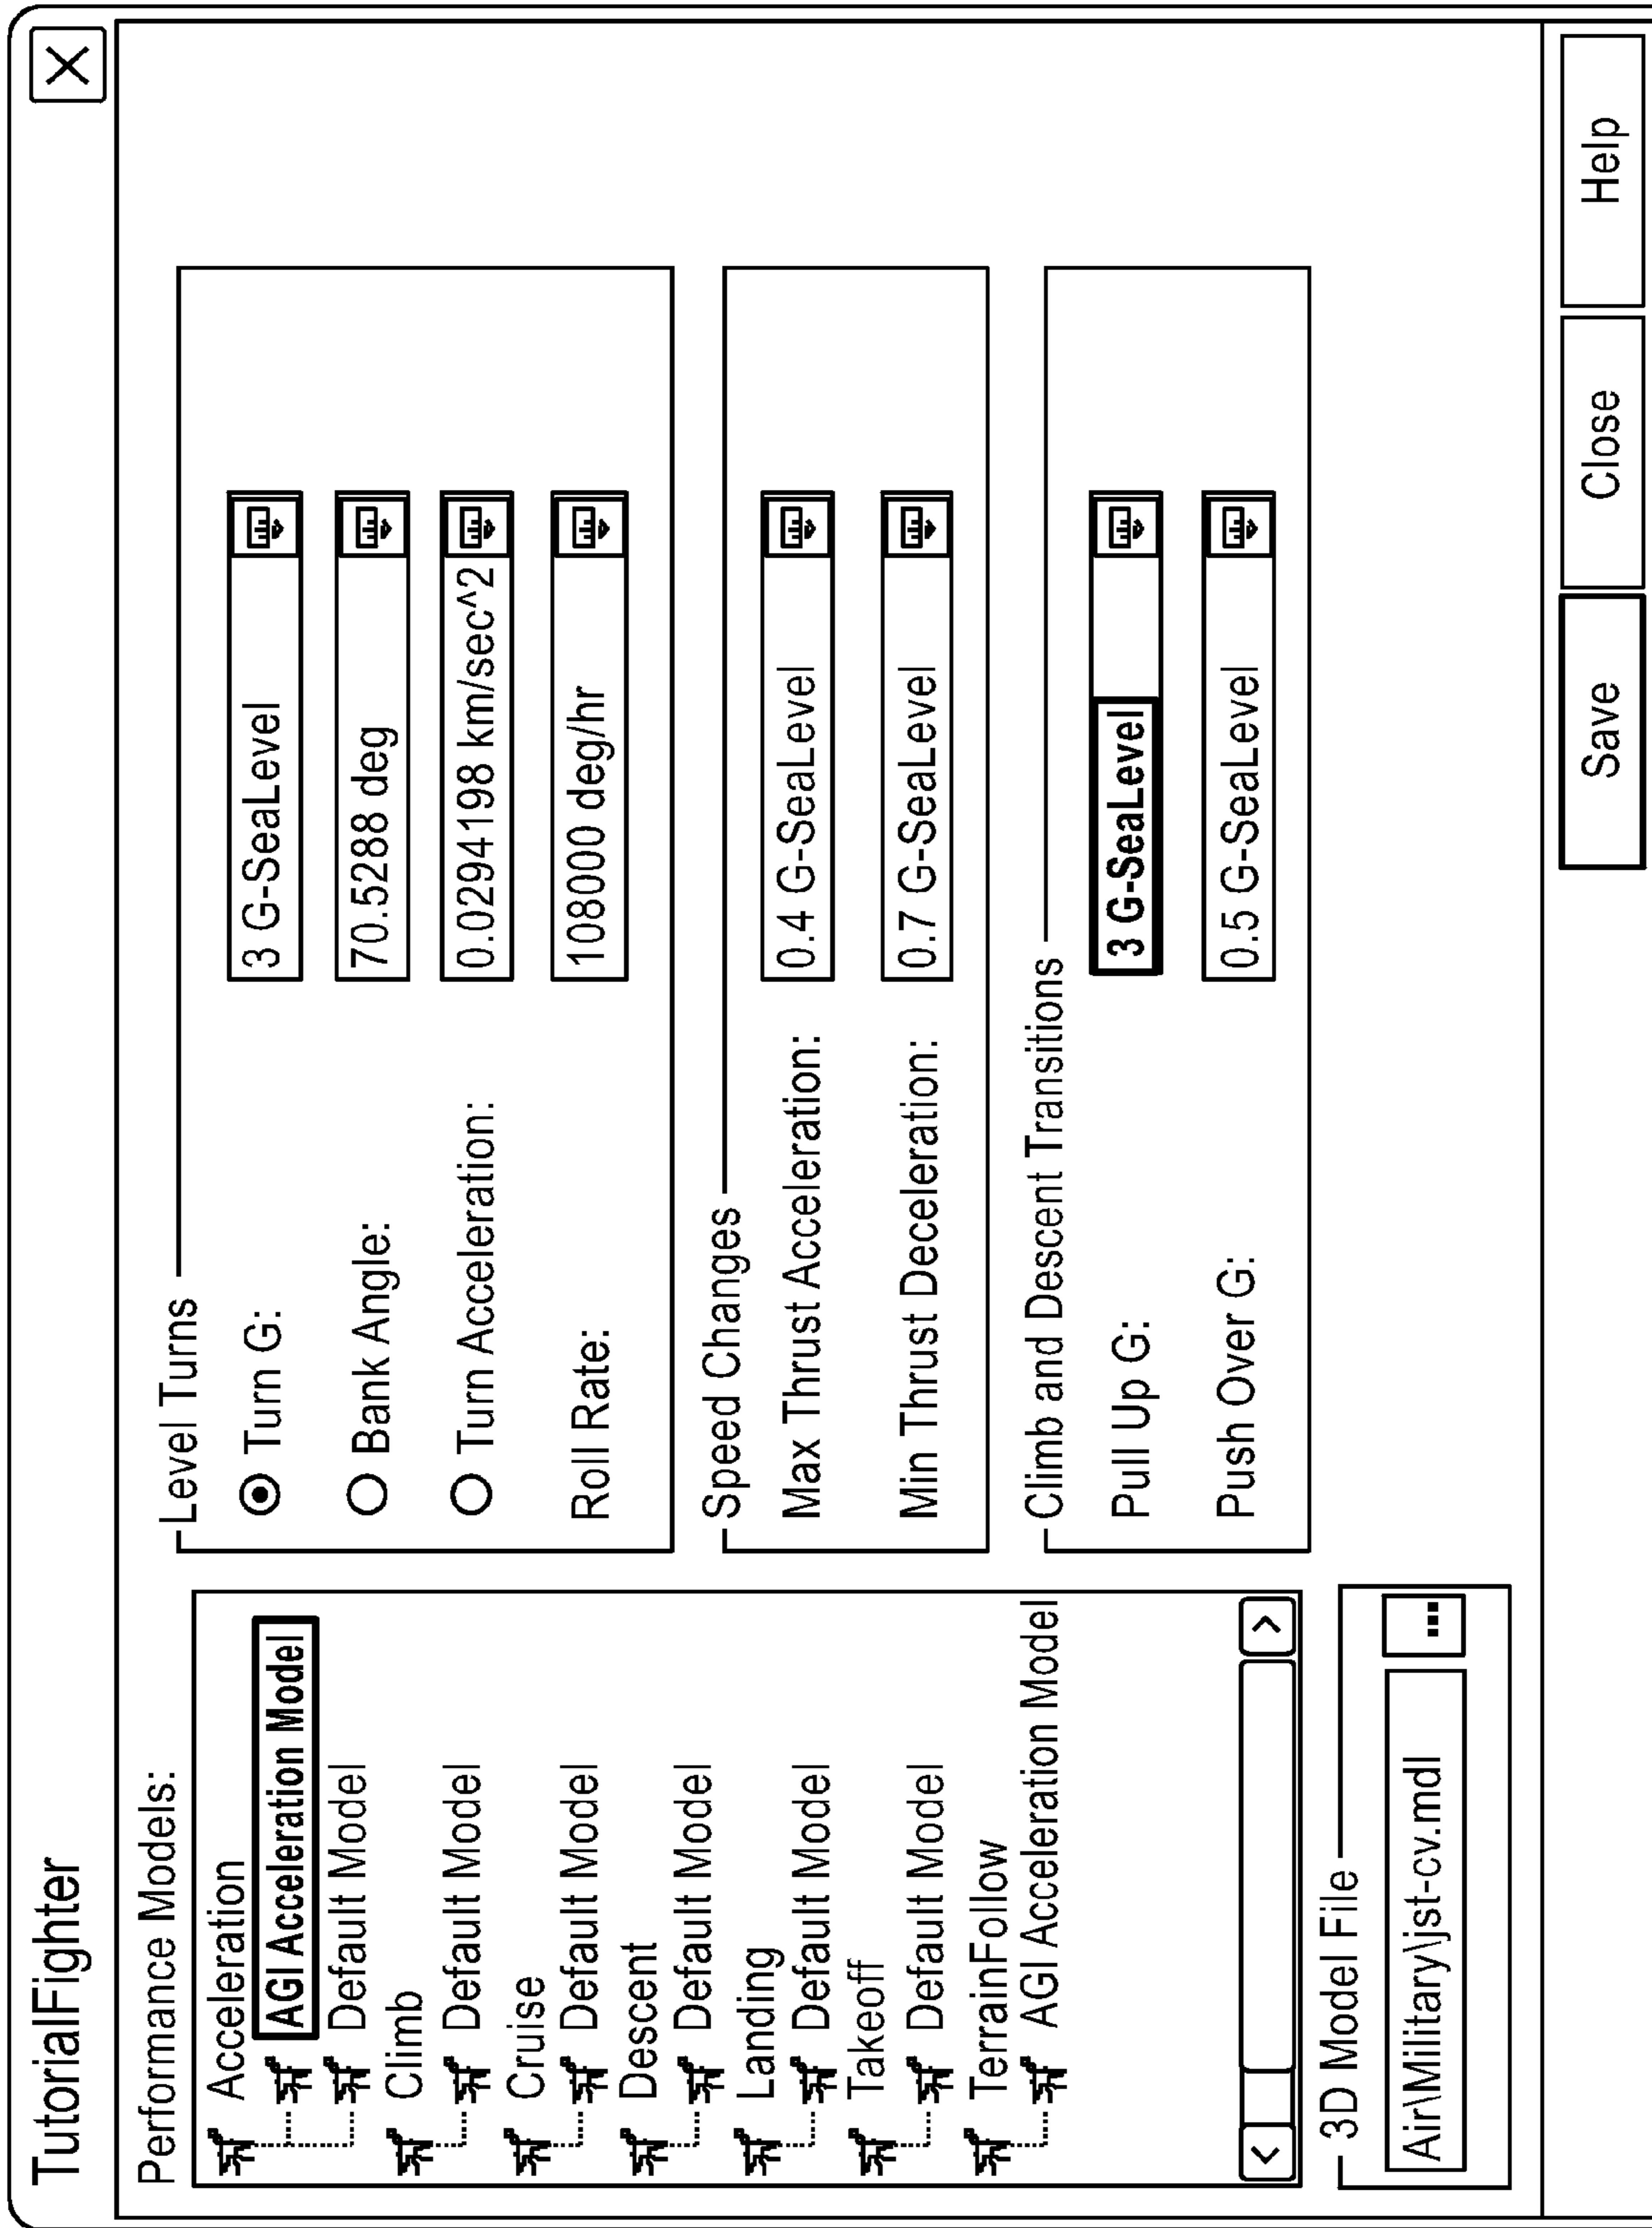 TutorialFighter
Performance Models:
Acceleration
AGI Acceleration Model
Default Model
Climb
Default Model
Cruise
Default Model
Descent
Default Model
Landing
Default Model
Takeoff
Default Model
TerrainFollow
AGI Acceleration Model
3D Model File
Air\Military\jst-cv.mdl ...
Level Turns
Turn G: 3 G-SeaLevel
Bank Angle: 70.5288 deg
Turn Acceleration: 0.0294198 km/sec^2
Roll Rate: 108000 deg/hr
Speed Changes
Max Thrust Acceleration: 0.4 G-SeaLevel
Min Thrust Deceleration: 0.7 G-SeaLevel
Climb and Descent Transitions
Pull Up G: 3 G-SeaLevel
Push Over G: 0.5 G-SeaLevel
Save Close Help